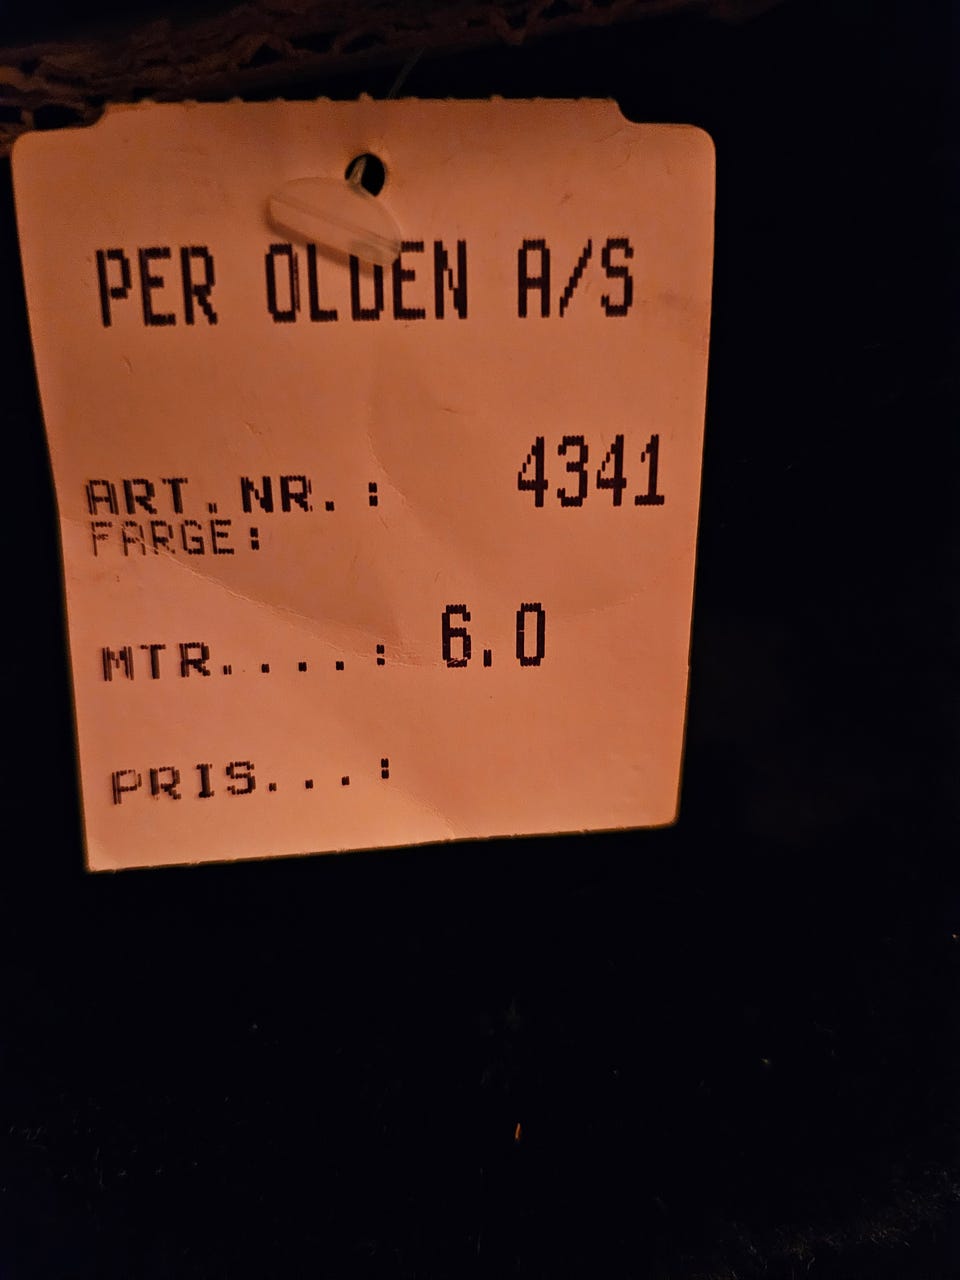 PER OLDEN A/S
ART.NR.: 4341
FARGE:
MTR....: 6.0
PRIS...: